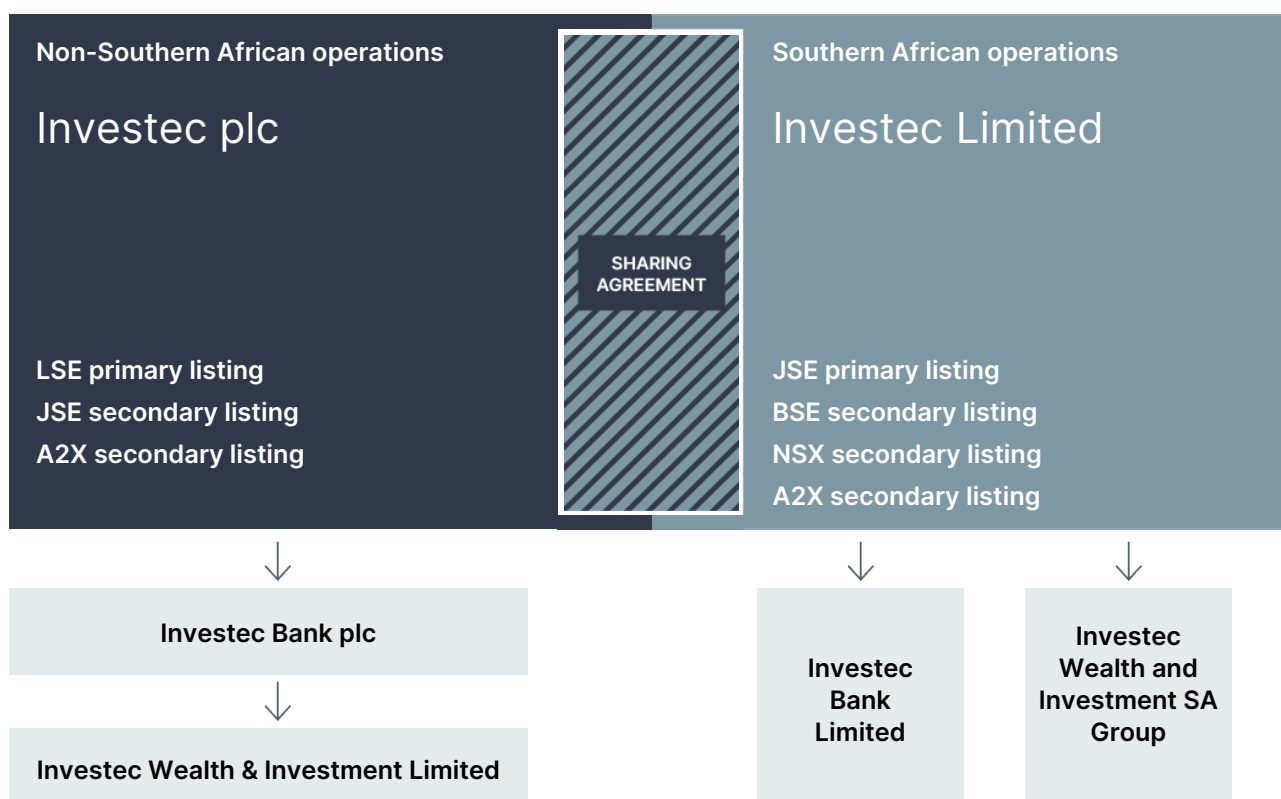 Non-Southern African operations
Investec plc
LSE primary listing
JSE secondary listing
A2X secondary listing
SHARING
AGREEMENT
Southern African operations
Investec Limited
JSE primary listing
BSE secondary listing
NSX secondary listing
A2X secondary listing
Investec Bank plc
Investec Wealth & Investment Limited
Investec
Bank
Limited
Investec
Wealth and
Investment SA
Group